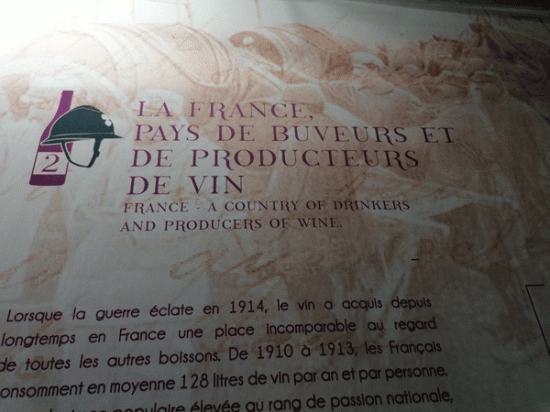 2
LA FRANCE,
PAYS DE BUVEURS ET
DE PRODUCTEURS
DE VIN
FRANCE - A COUNTRY OF DRINKERS
AND PRODUCERS OF WINE.
Lorsque la guerre éclate en 1914, le vin a acquis depuis
longtemps en France une place incomparable au regard
de toutes les autres boissons. De 1910 à 1913, les Français
consomment en moyenne 128 litres de vin par an et par personne.
populaire élevée au rang de passion nationale,